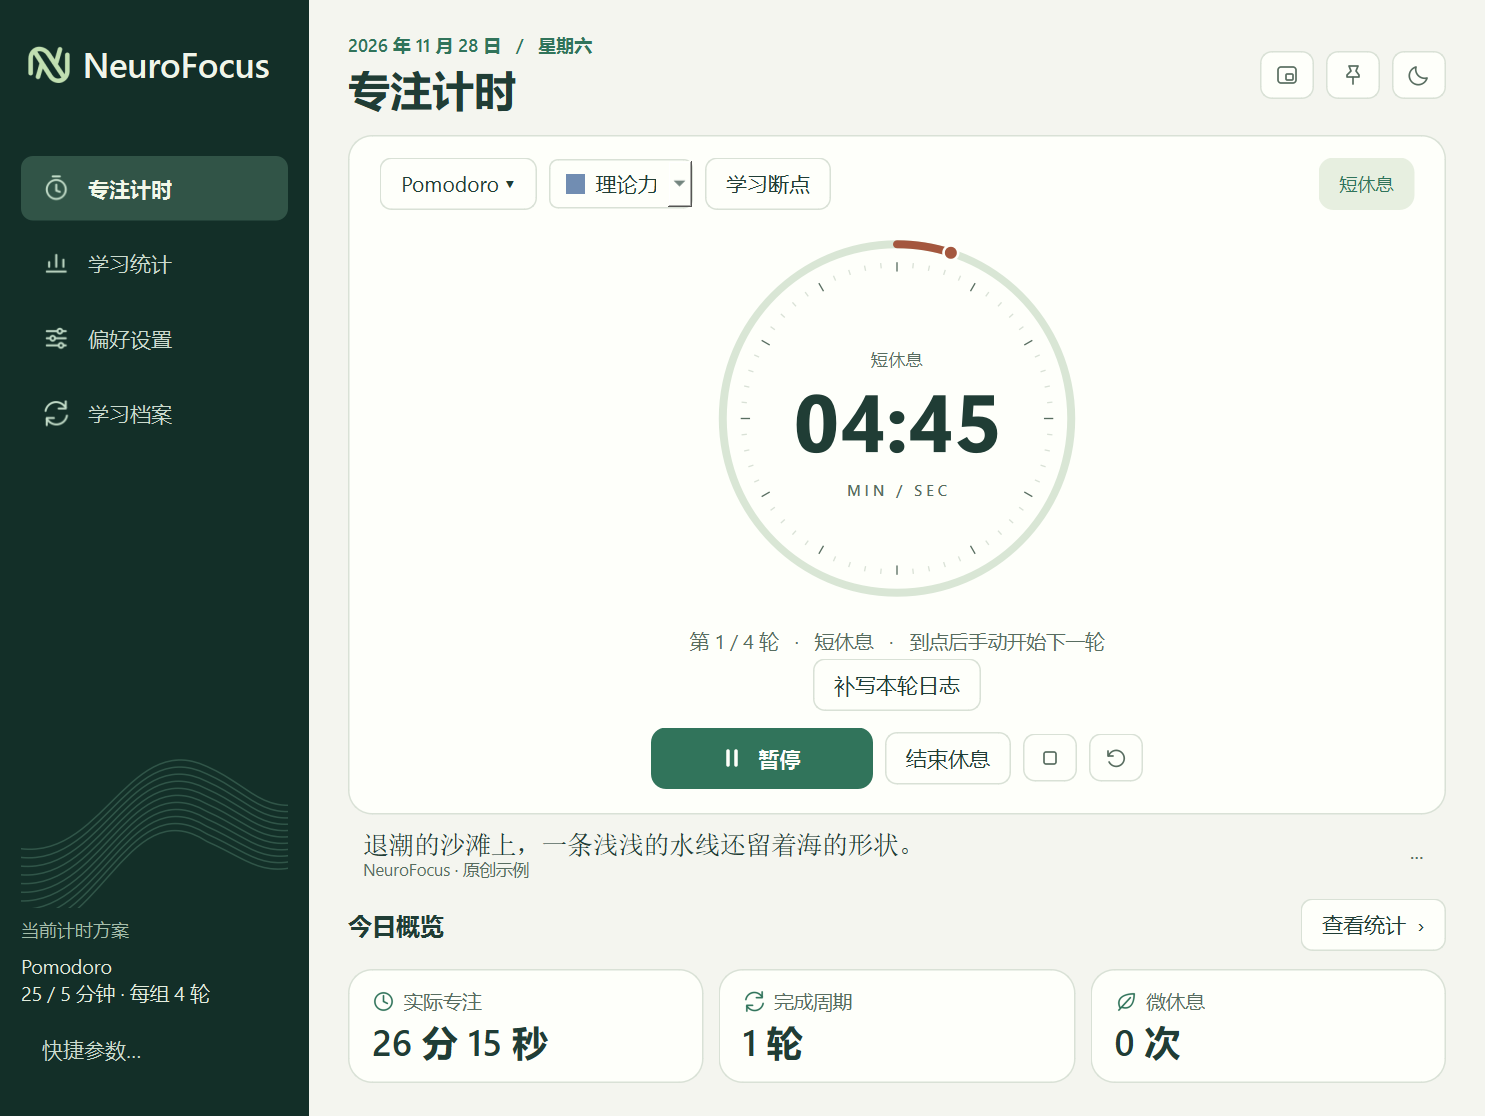 NeuroFocus
专注计时
学习统计
偏好设置
学习档案
当前计时方案
Pomodoro
25 / 5 分钟 · 每组 4 轮
快捷参数...
2026 年 11 月 28 日 / 星期六
专注计时
Pomodoro ▾
理论力
学习断点
短休息
短休息
04:45
MIN / SEC
第 1 / 4 轮 · 短休息 · 到点后手动开始下一轮
补写本轮日志
暂停
结束休息
退潮的沙滩上，一条浅浅的水线还留着海的形状。
NeuroFocus · 原创示例
...
今日概览
查看统计 ›
实际专注
26 分 15 秒
完成周期
1 轮
微休息
0 次